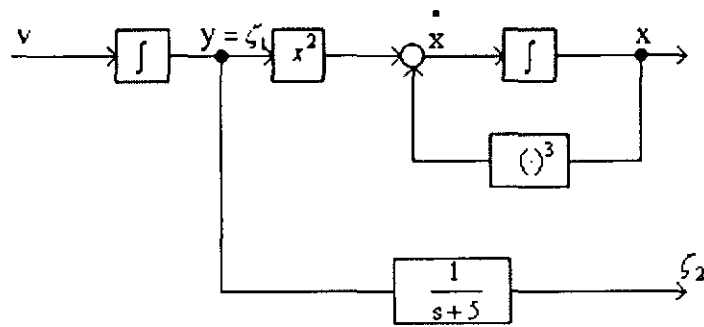 v
∫
y = ζ₁
x²
ẋ
∫
x
(·)³
1
s+5
ζ₂